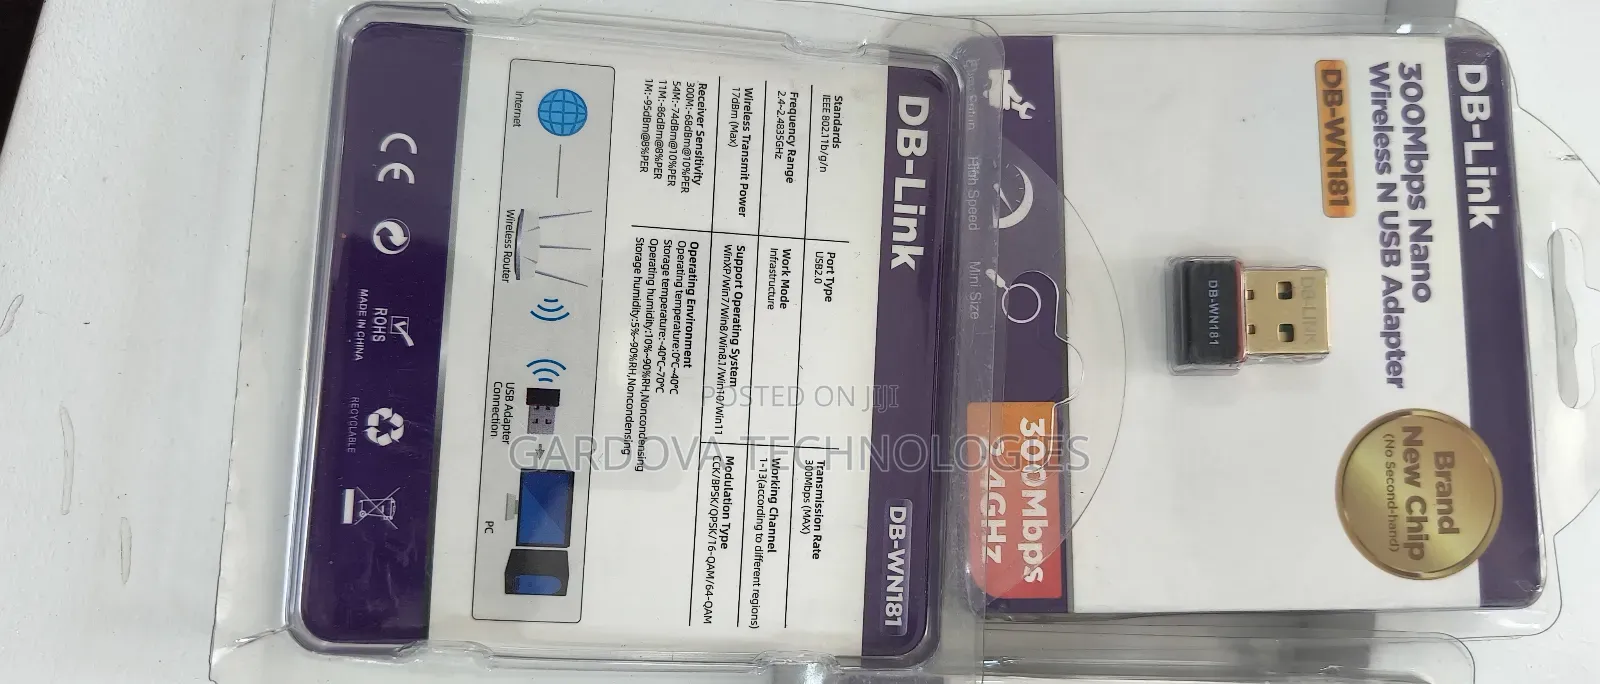 DB-Link
DB-WN181
Standards
IEEE 802.11b/g/n
Port Type
USB2.0
Transmission Rate
300Mbps (MAX)
Frequency Range
2.4~2.4835GHz
Work Mode
Infrastructure
Working Channel
1-13(according to different regions)
Wireless Transmit Power
17dBm (Max)
Support Operating System
WinXP/Win7/Win8/Win8.1/Win10/Win11
Modulation Type
CCK/BPSK/QPSK/16-QAM/64-QAM
Receiver Sensitivity
300M:-68dBm@10%PER
54M:-74dBm@10%PER
11M:-86dBm@8%PER
1M:-95dBm@8%PER
Operating Environment
Operating temperature:0℃~40℃
Storage temperature:-40℃~70℃
Operating humidity:10%~90%RH,Noncondensing
Storage humidity:5%~90%RH,Noncondensing
Internet
Wireless Router
USB Adapter
Connection
PC
CE
ROHS
MADE IN CHINA
RECYCLABLE
DB-Link
300Mbps Nano
Wireless N USB Adapter
DB-WN181
DB-LINK
DB-WN181
Brand
New Chip
(No Second-hand)
High Speed
Mini Size
300Mbps
2.4GHz
POSTED ON JIJI
GARDOVA TECHNOLOGIES